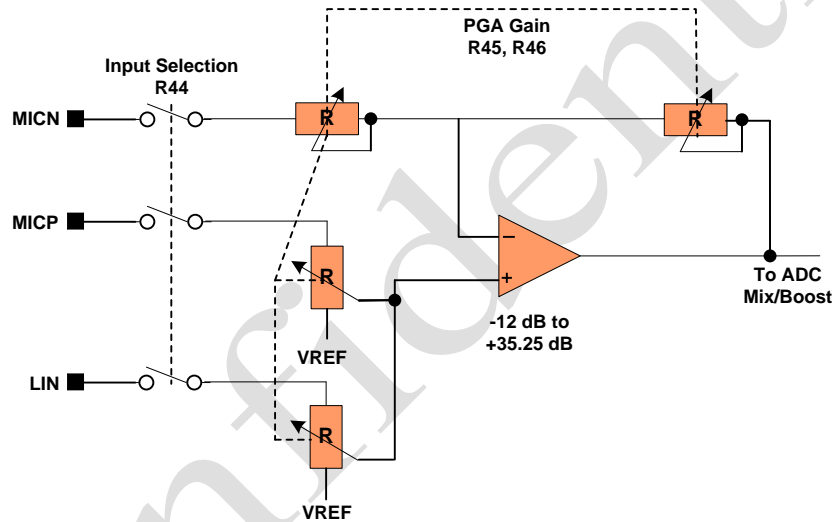 PGA Gain
R45, R46
Input Selection
R44
MICN
R
R
MICP
R
−
+
To ADC
Mix/Boost
-12 dB to
+35.25 dB
VREF
LIN
R
VREF